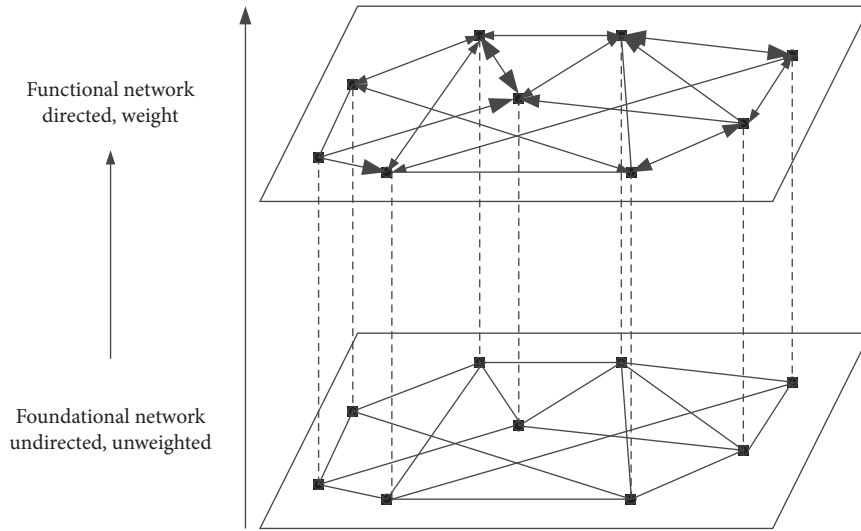 Functional network
directed, weight
Foundational network
undirected, unweighted